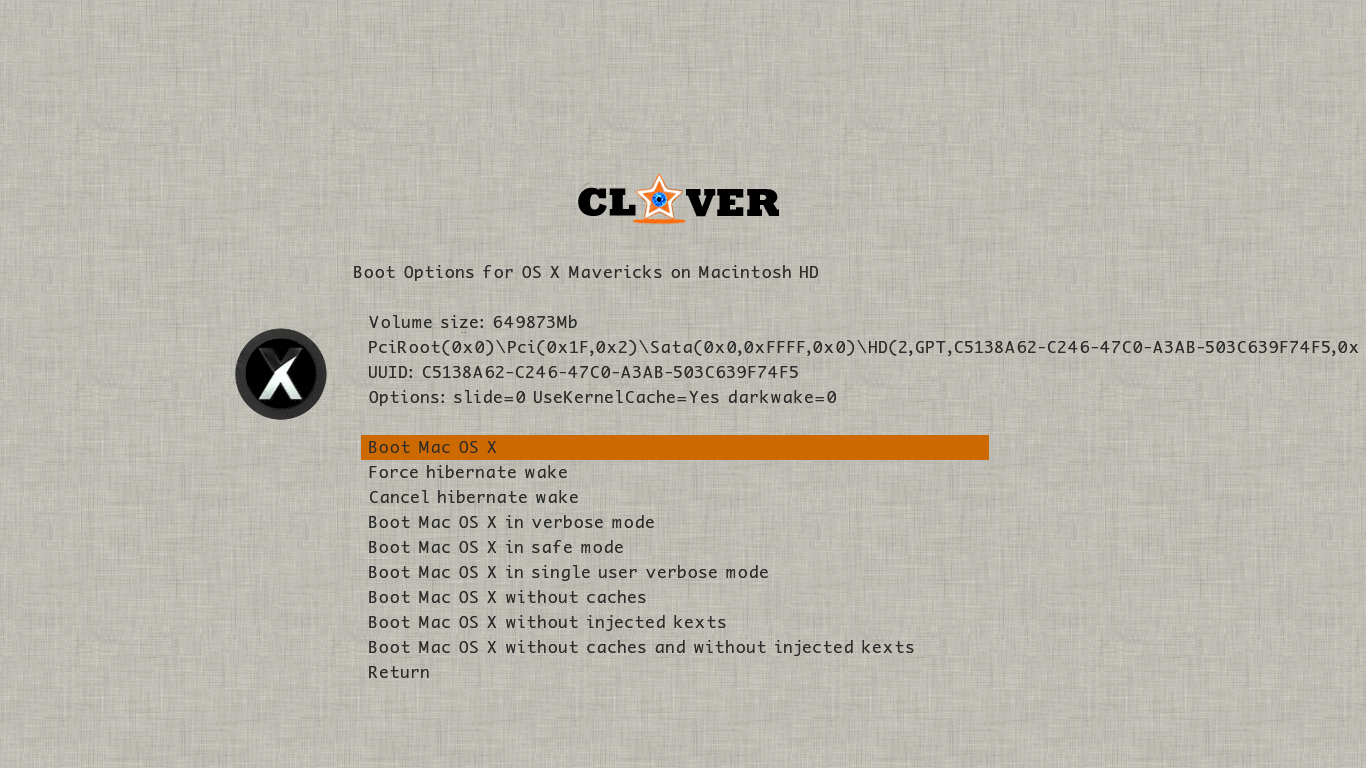 CLOVER
Boot Options for OS X Mavericks on Macintosh HD
Volume size: 649873Mb
PciRoot(0x0)\Pci(0x1F,0x2)\Sata(0x0,0xFFFF,0x0)\HD(2,GPT,C5138A62-C246-47C0-A3AB-503C639F74F5,0x
UUID: C5138A62-C246-47C0-A3AB-503C639F74F5
Options: slide=0 UseKernelCache=Yes darkwake=0
Boot Mac OS X
Force hibernate wake
Cancel hibernate wake
Boot Mac OS X in verbose mode
Boot Mac OS X in safe mode
Boot Mac OS X in single user verbose mode
Boot Mac OS X without caches
Boot Mac OS X without injected kexts
Boot Mac OS X without caches and without injected kexts
Return